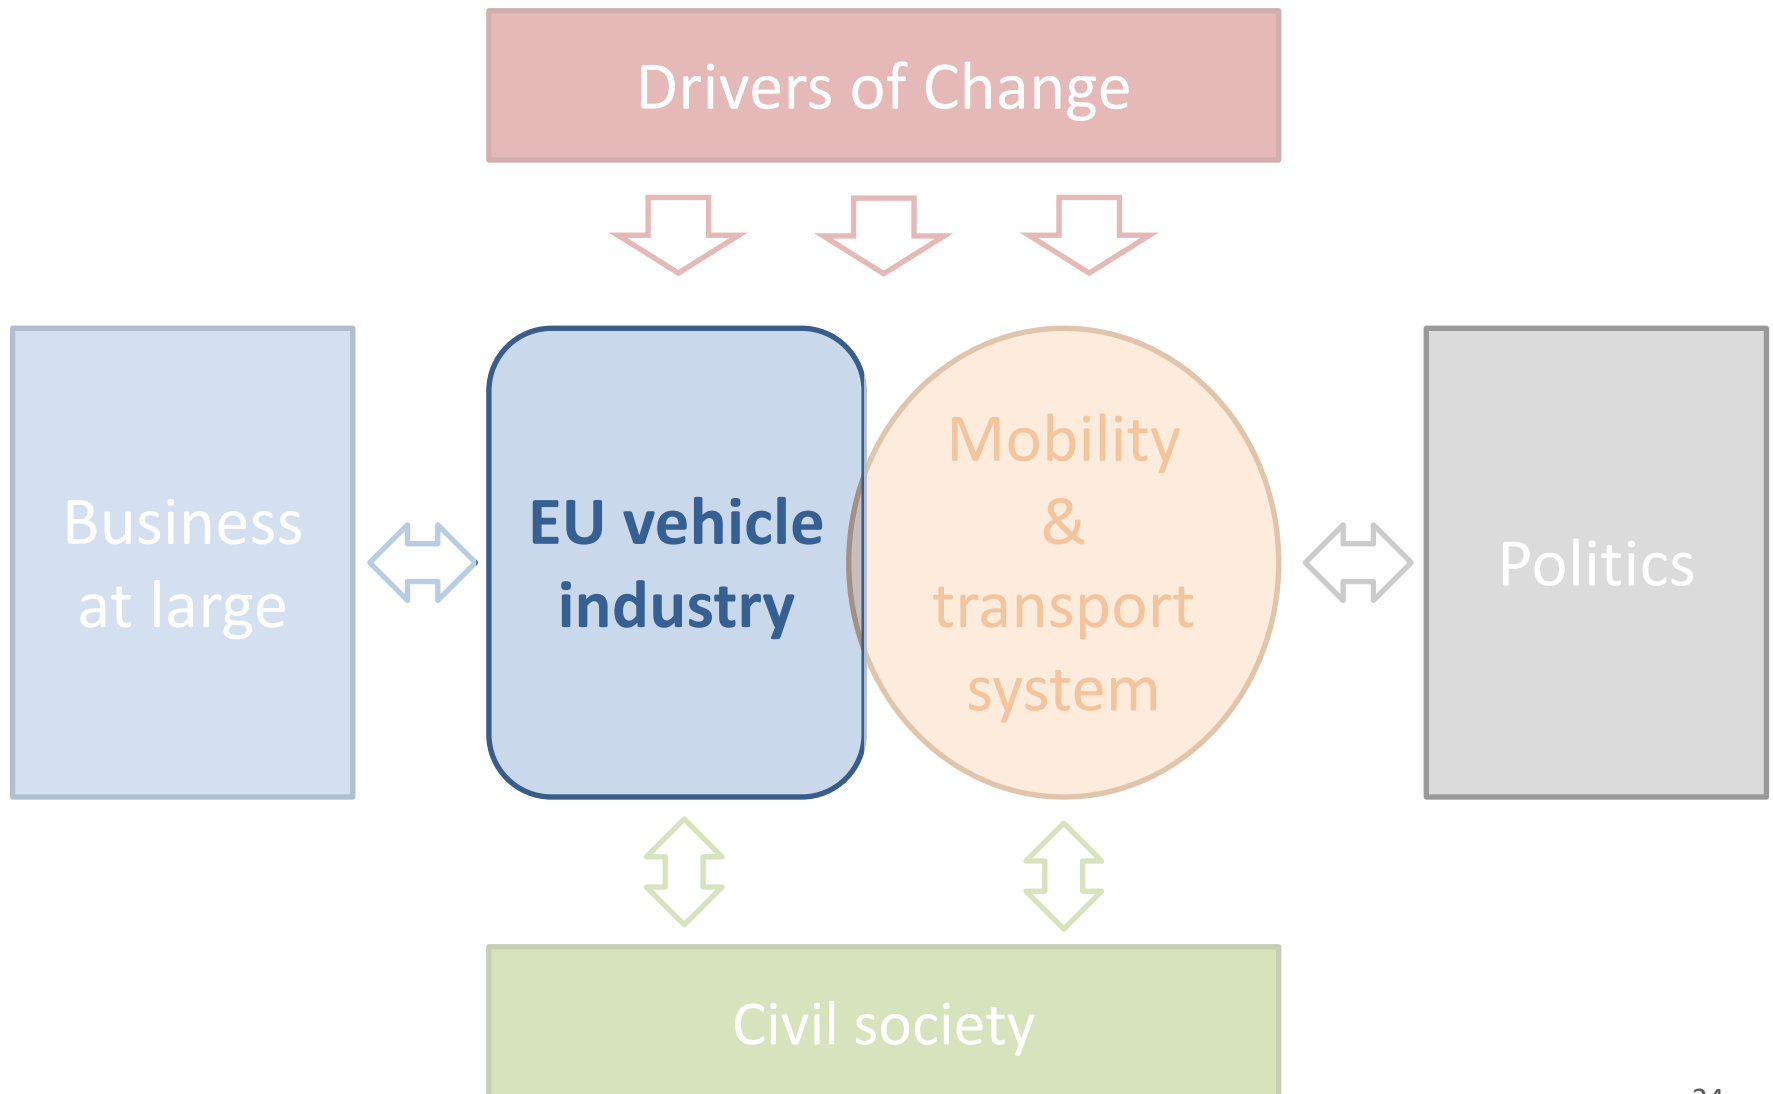 Drivers of Change
Business
at large
EU vehicle
industry
Mobility
&
transport
system
Politics
Civil society